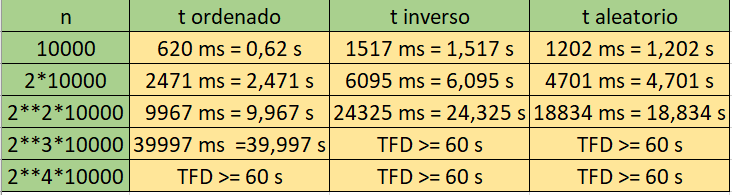 n t ordenado t inverso t aleatorio
10000 620 ms = 0,62 s 1517 ms = 1,517 s 1202 ms = 1,202 s
2*10000 2471 ms = 2,471 s 6095 ms = 6,095 s 4701 ms = 4,701 s
2**2*10000 9967 ms = 9,967 s 24325 ms = 24,325 s 18834 ms = 18,834 s
2**3*10000 39997 ms =39,997 s TFD >= 60 s TFD >= 60 s
2**4*10000 TFD >= 60 s TFD >= 60 s TFD >= 60 s